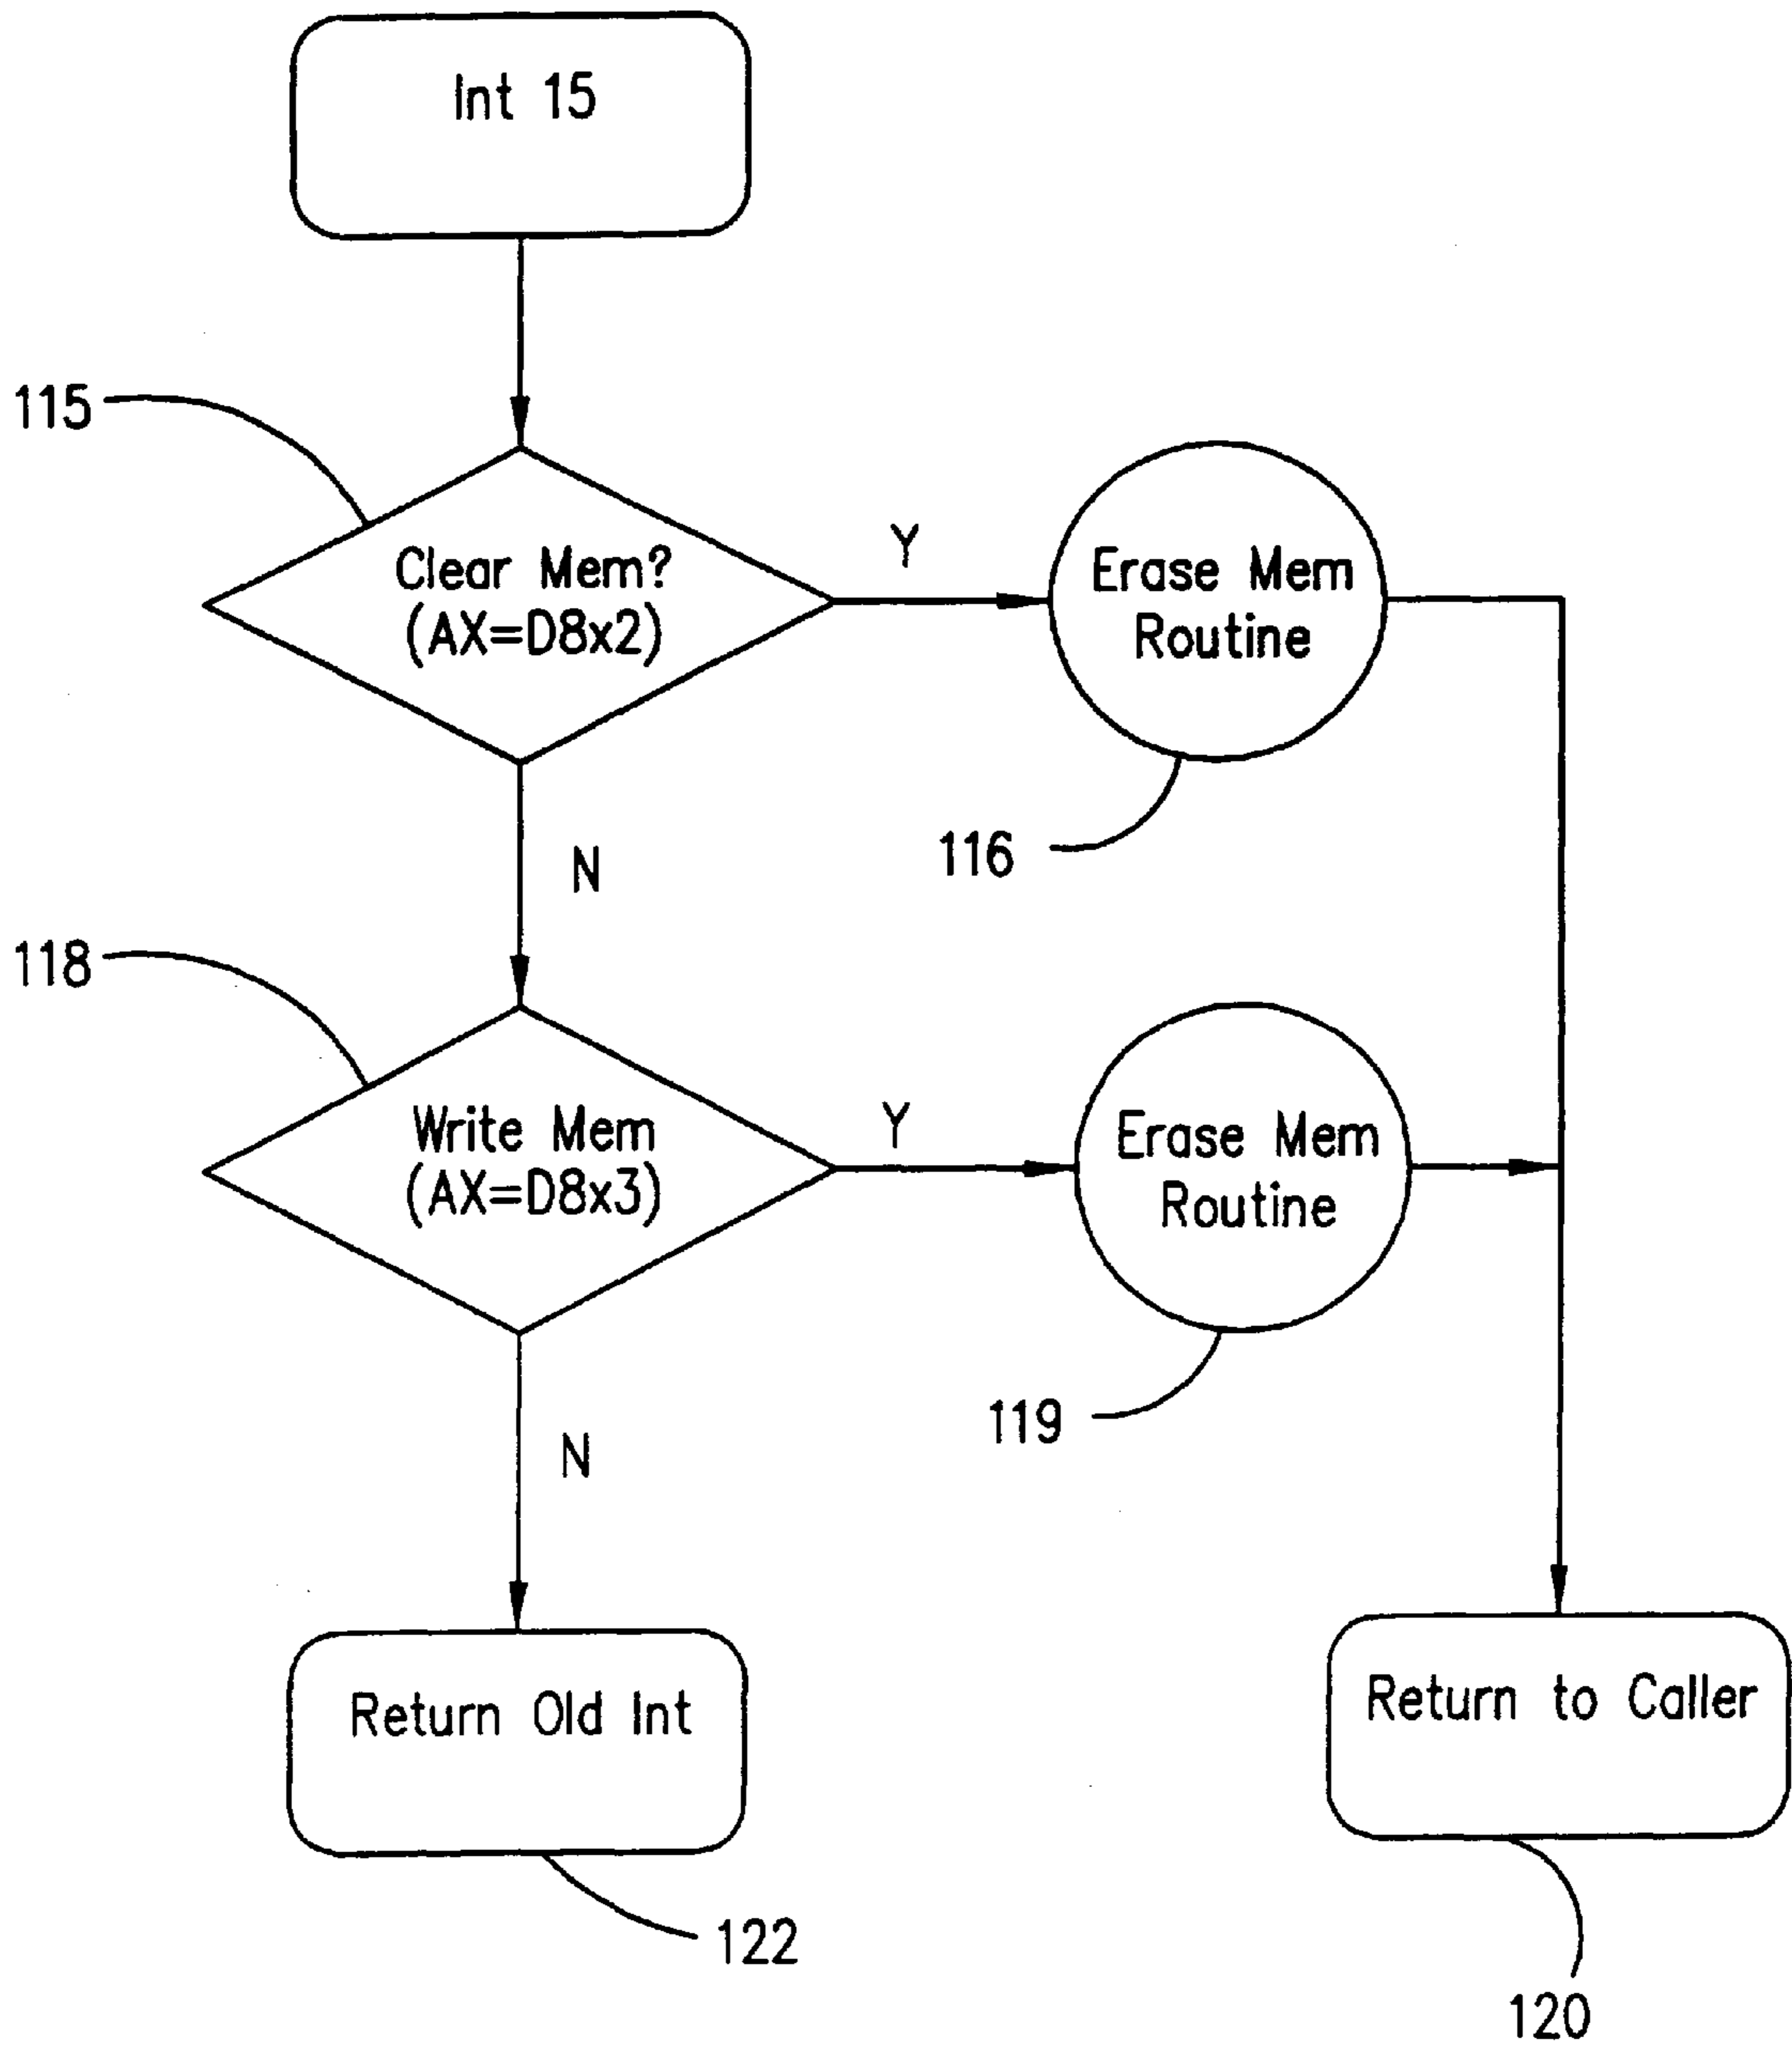 Int 15
115
Clear Mem?
(AX=D8x2)
Y
Erase Mem
Routine
116
N
118
Write Mem
(AX=D8x3)
Y
Erase Mem
Routine
119
N
Return Old Int
122
Return to Caller
120